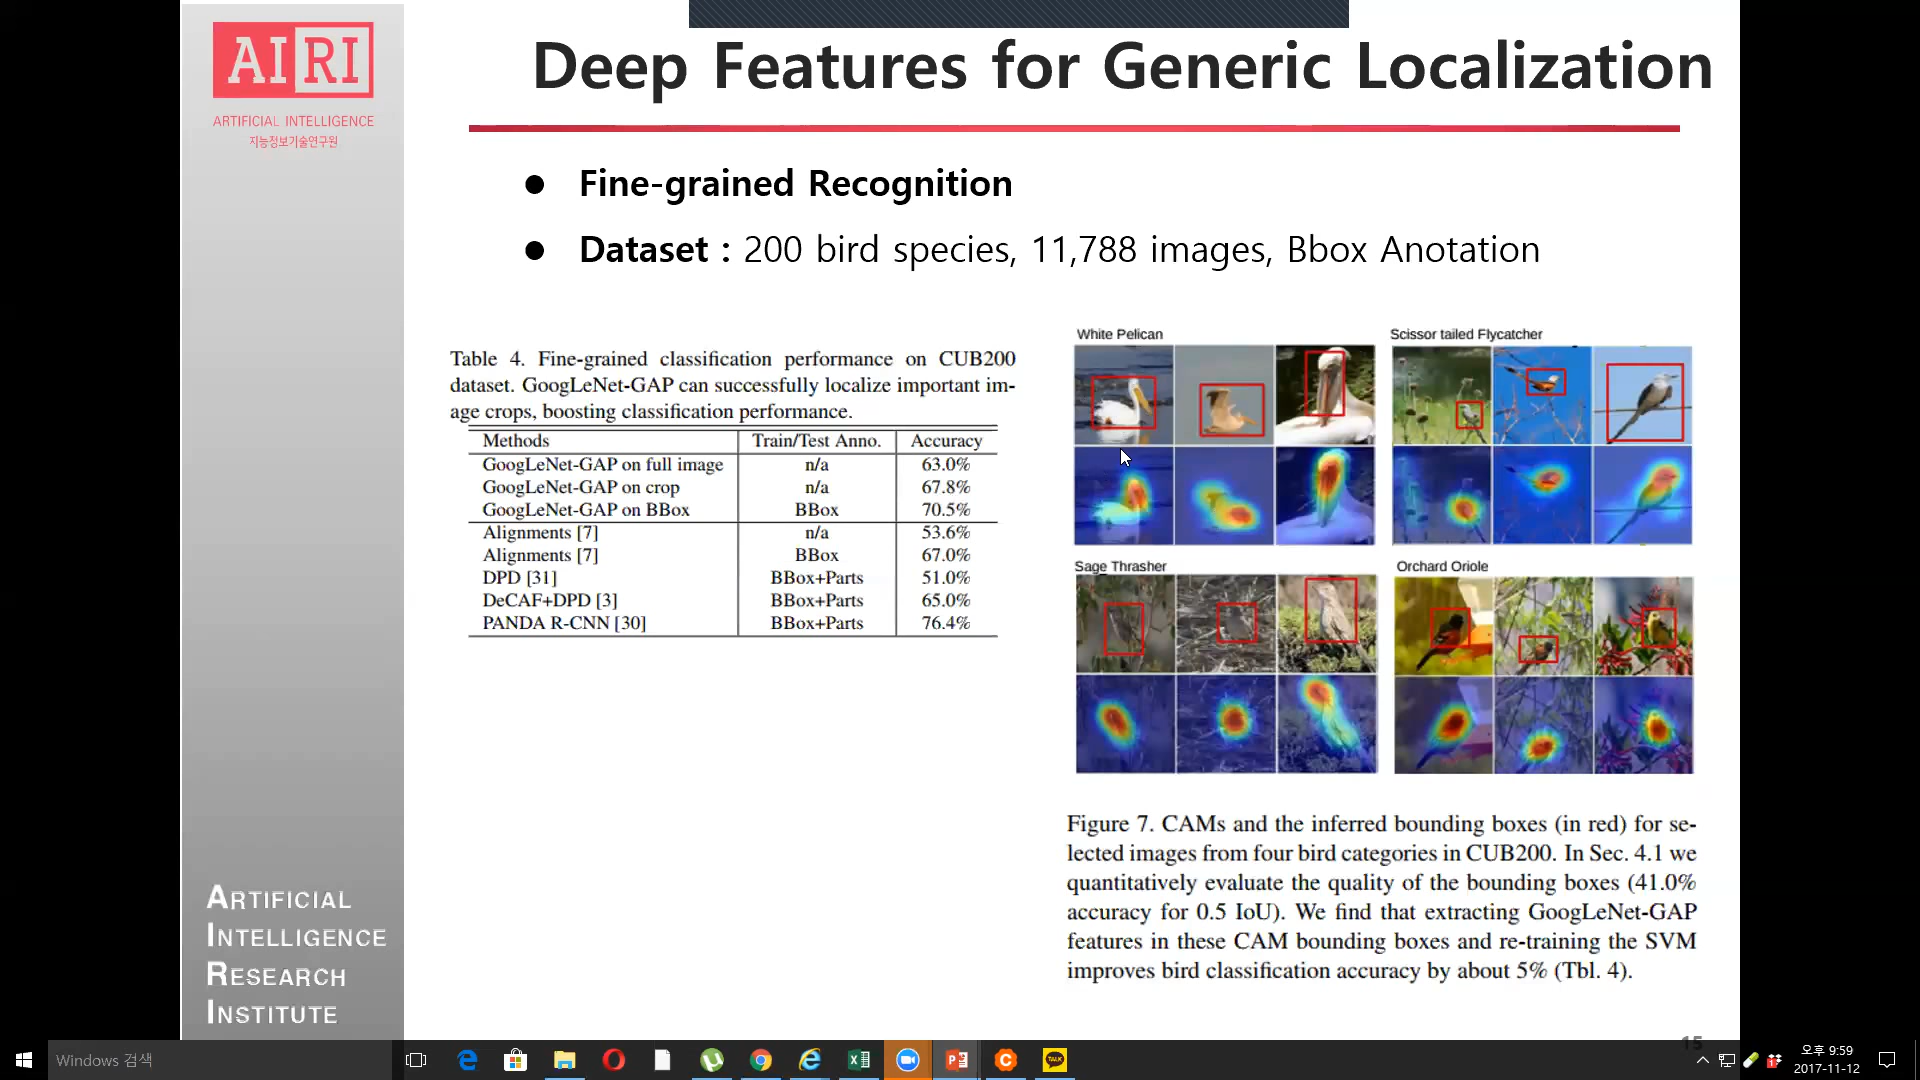 AIRI
ARTIFICIAL INTELLIGENCE
지능정보기술연구원
Deep Features for Generic Localization
● Fine-grained Recognition
● Dataset : 200 bird species, 11,788 images, Bbox Anotation
Table 4. Fine-grained classification performance on CUB200
dataset. GoogLeNet-GAP can successfully localize important im-
age crops, boosting classification performance.
Methods Train/Test Anno. Accuracy
GoogLeNet-GAP on full image n/a 63.0%
GoogLeNet-GAP on crop n/a 67.8%
GoogLeNet-GAP on BBox BBox 70.5%
Alignments [7] n/a 53.6%
Alignments [7] BBox 67.0%
DPD [31] BBox+Parts 51.0%
DeCAF+DPD [3] BBox+Parts 65.0%
PANDA R-CNN [30] BBox+Parts 76.4%
White Pelican
Scissor tailed Flycatcher
Sage Thrasher
Orchard Oriole
Figure 7. CAMs and the inferred bounding boxes (in red) for se-
lected images from four bird categories in CUB200. In Sec. 4.1 we
quantitatively evaluate the quality of the bounding boxes (41.0%
accuracy for 0.5 IoU). We find that extracting GoogLeNet-GAP
features in these CAM bounding boxes and re-training the SVM
improves bird classification accuracy by about 5% (Tbl. 4).
ARTIFICIAL
INTELLIGENCE
RESEARCH
INSTITUTE
15
Windows 검색
TALK
오후 9:59
2017-11-12